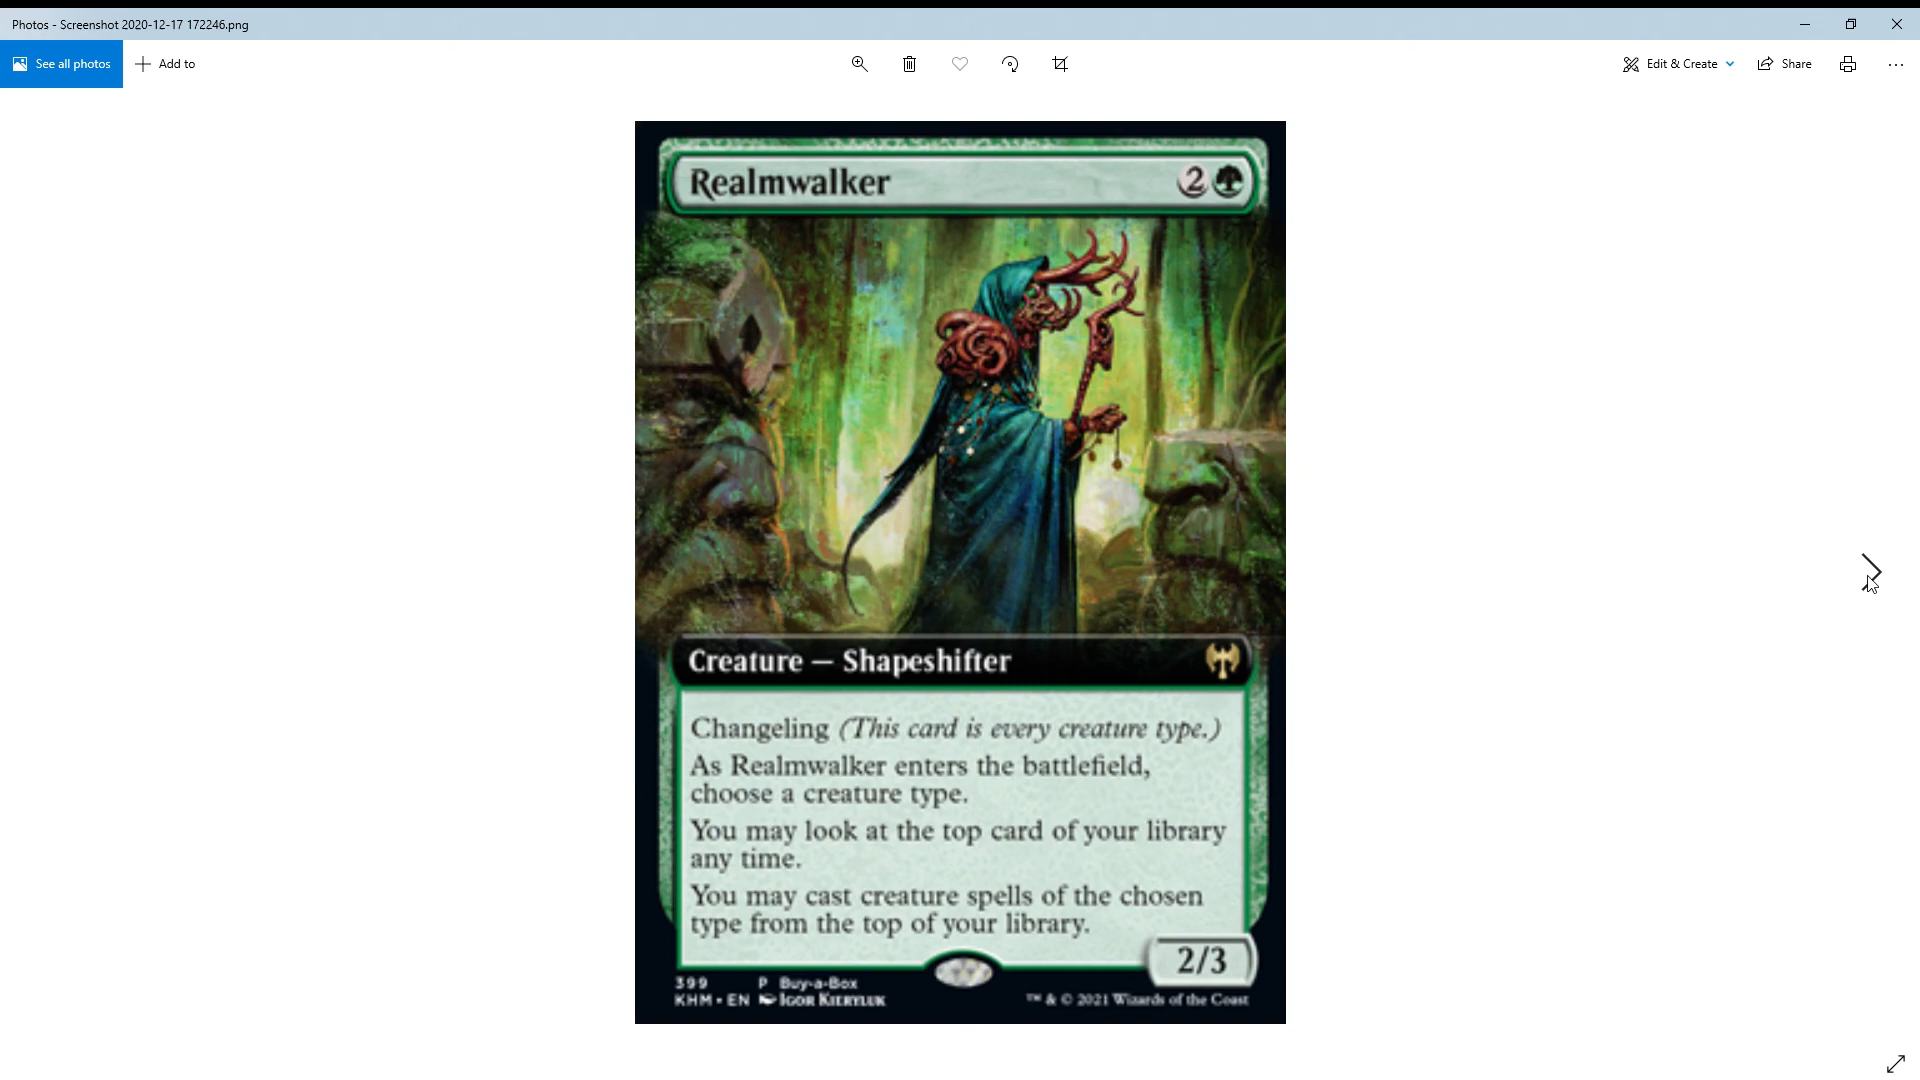 Photos - Screenshot 2020-12-17 172246.png
See all photos
Add to
Edit & Create
Share
Realmwalker
2
Creature — Shapeshifter
Changeling (This card is every creature type.)
As Realmwalker enters the battlefield,
choose a creature type.
You may look at the top card of your library
any time.
You may cast creature spells of the chosen
type from the top of your library.
2/3
399 P Buy-a-Box
KHM • EN Igor Kieryluk
™ & © 2021 Wizards of the Coast